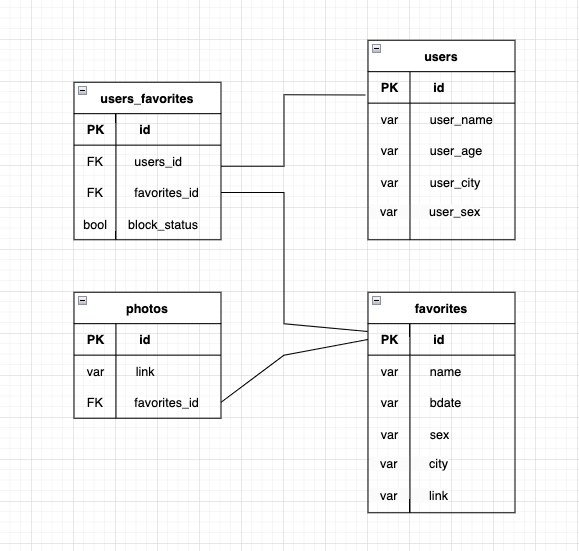 users_favorites
PK id
FK users_id
FK favorites_id
bool block_status
users
PK id
var user_name
var user_age
var user_city
var user_sex
photos
PK id
var link
FK favorites_id
favorites
PK id
var name
var bdate
var sex
var city
var link